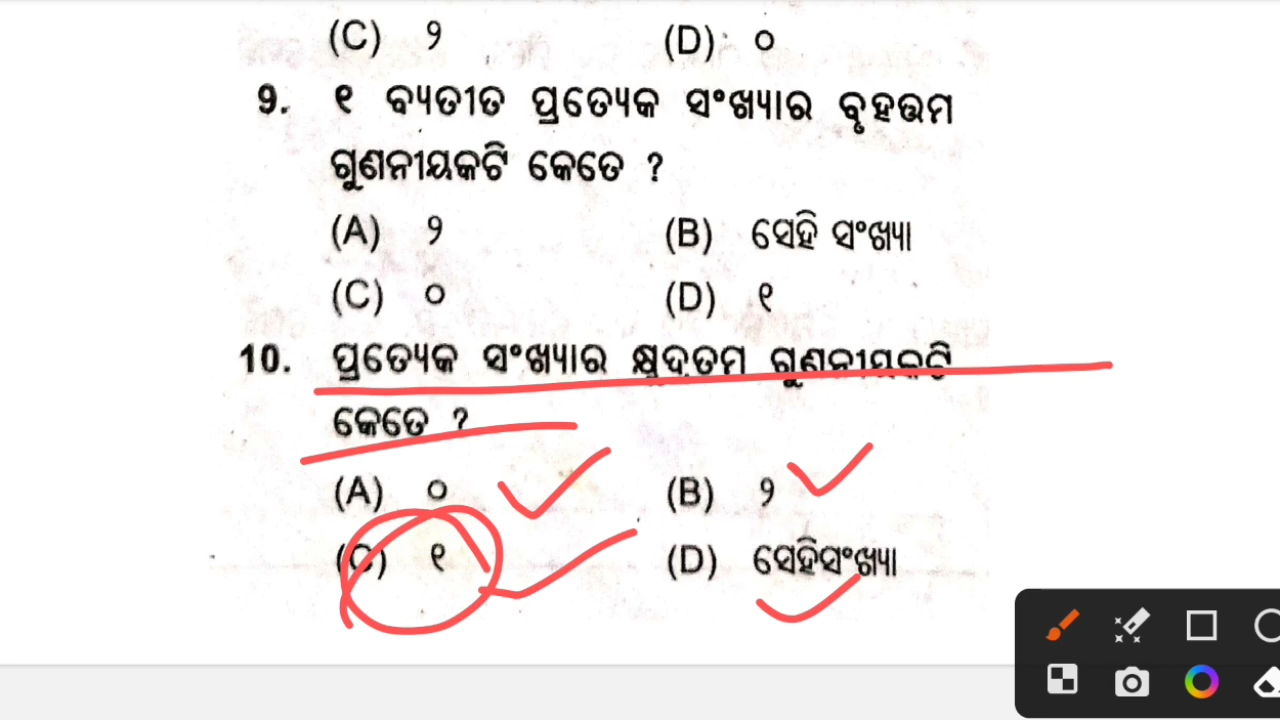 (C) ୨ (D) ୦
9. ୧ ବ୍ୟତୀତ ପ୍ରତ୍ୟେକ ସଂଖ୍ୟାର ବୃହତ୍ତମ
ଗୁଣନୀୟକଟି କେତେ ?
(A) ୨ (B) ସେହି ସଂଖ୍ୟା
(C) ୦ (D) ୧
10. ପ୍ରତ୍ୟେକ ସଂଖ୍ୟାର କ୍ଷୁଦ୍ରତମ ଗୁଣନୀୟକଟି
କେତେ ?
(A) ୦ (B) ୨
(C) ୧ (D) ସେହିସଂଖ୍ୟା